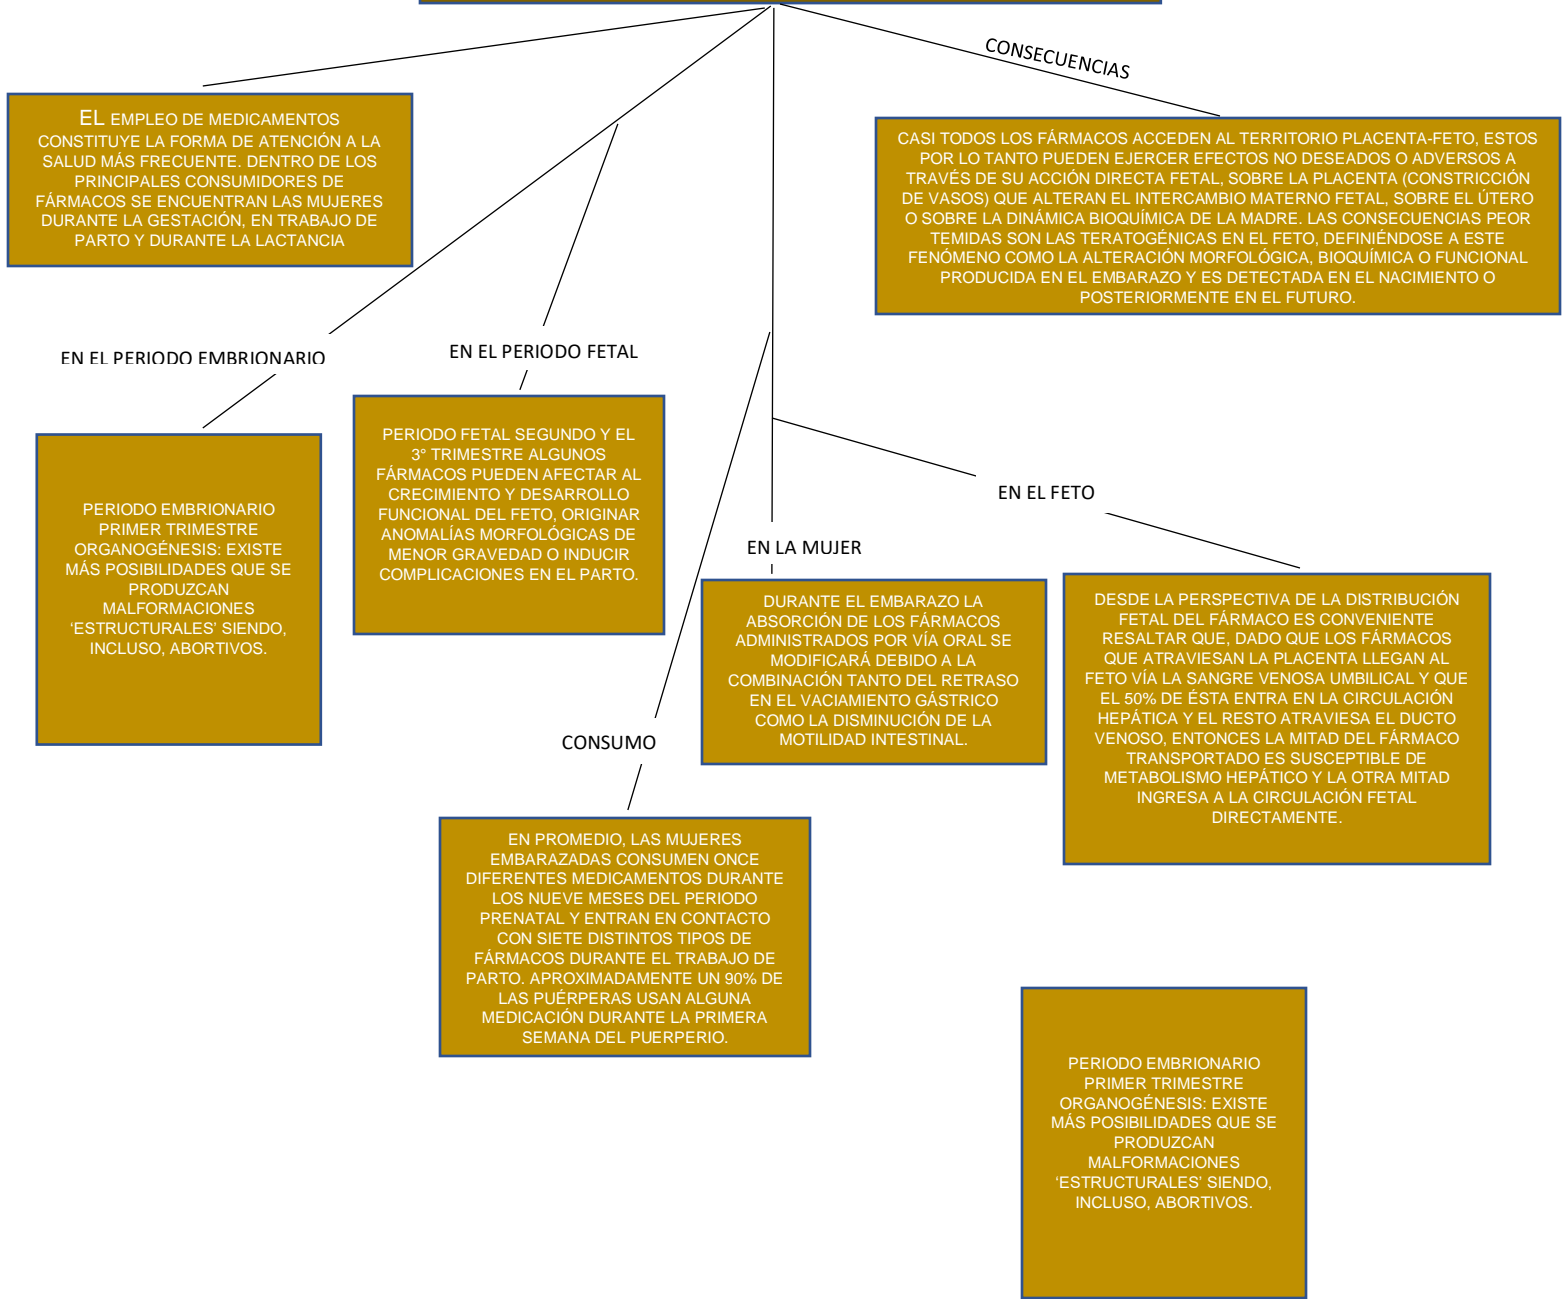 CONSECUENCIAS
EL EMPLEO DE MEDICAMENTOS
CONSTITUYE LA FORMA DE ATENCIÓN A LA
SALUD MÁS FRECUENTE. DENTRO DE LOS
PRINCIPALES CONSUMIDORES DE
FÁRMACOS SE ENCUENTRAN LAS MUJERES
DURANTE LA GESTACIÓN, EN TRABAJO DE
PARTO Y DURANTE LA LACTANCIA
CASI TODOS LOS FÁRMACOS ACCEDEN AL TERRITORIO PLACENTA-FETO, ESTOS
POR LO TANTO PUEDEN EJERCER EFECTOS NO DESEADOS O ADVERSOS A
TRAVÉS DE SU ACCIÓN DIRECTA FETAL, SOBRE LA PLACENTA (CONSTRICCIÓN
DE VASOS) QUE ALTERAN EL INTERCAMBIO MATERNO FETAL, SOBRE EL ÚTERO
O SOBRE LA DINÁMICA BIOQUÍMICA DE LA MADRE. LAS CONSECUENCIAS PEOR
TEMIDAS SON LAS TERATOGÉNICAS EN EL FETO, DEFINIÉNDOSE A ESTE
FENÓMENO COMO LA ALTERACIÓN MORFOLÓGICA, BIOQUÍMICA O FUNCIONAL
PRODUCIDA EN EL EMBARAZO Y ES DETECTADA EN EL NACIMIENTO O
POSTERIORMENTE EN EL FUTURO.
EN EL PERIODO EMBRIONARIO
EN EL PERIODO FETAL
PERIODO EMBRIONARIO
PRIMER TRIMESTRE
ORGANOGÉNESIS: EXISTE
MÁS POSIBILIDADES QUE SE
PRODUZCAN
MALFORMACIONES
‘ESTRUCTURALES’ SIENDO,
INCLUSO, ABORTIVOS.
PERIODO FETAL SEGUNDO Y EL
3° TRIMESTRE ALGUNOS
FÁRMACOS PUEDEN AFECTAR AL
CRECIMIENTO Y DESARROLLO
FUNCIONAL DEL FETO, ORIGINAR
ANOMALÍAS MORFOLÓGICAS DE
MENOR GRAVEDAD O INDUCIR
COMPLICACIONES EN EL PARTO.
EN EL FETO
EN LA MUJER
DURANTE EL EMBARAZO LA
ABSORCIÓN DE LOS FÁRMACOS
ADMINISTRADOS POR VÍA ORAL SE
MODIFICARÁ DEBIDO A LA
COMBINACIÓN TANTO DEL RETRASO
EN EL VACIAMIENTO GÁSTRICO
COMO LA DISMINUCIÓN DE LA
MOTILIDAD INTESTINAL.
DESDE LA PERSPECTIVA DE LA DISTRIBUCIÓN
FETAL DEL FÁRMACO ES CONVENIENTE
RESALTAR QUE, DADO QUE LOS FÁRMACOS
QUE ATRAVIESAN LA PLACENTA LLEGAN AL
FETO VÍA LA SANGRE VENOSA UMBILICAL Y QUE
EL 50% DE ÉSTA ENTRA EN LA CIRCULACIÓN
HEPÁTICA Y EL RESTO ATRAVIESA EL DUCTO
VENOSO, ENTONCES LA MITAD DEL FÁRMACO
TRANSPORTADO ES SUSCEPTIBLE DE
METABOLISMO HEPÁTICO Y LA OTRA MITAD
INGRESA A LA CIRCULACIÓN FETAL
DIRECTAMENTE.
CONSUMO
EN PROMEDIO, LAS MUJERES
EMBARAZADAS CONSUMEN ONCE
DIFERENTES MEDICAMENTOS DURANTE
LOS NUEVE MESES DEL PERIODO
PRENATAL Y ENTRAN EN CONTACTO
CON SIETE DISTINTOS TIPOS DE
FÁRMACOS DURANTE EL TRABAJO DE
PARTO. APROXIMADAMENTE UN 90% DE
LAS PUÉRPERAS USAN ALGUNA
MEDICACIÓN DURANTE LA PRIMERA
SEMANA DEL PUERPERIO.
PERIODO EMBRIONARIO
PRIMER TRIMESTRE
ORGANOGÉNESIS: EXISTE
MÁS POSIBILIDADES QUE SE
PRODUZCAN
MALFORMACIONES
‘ESTRUCTURALES’ SIENDO,
INCLUSO, ABORTIVOS.